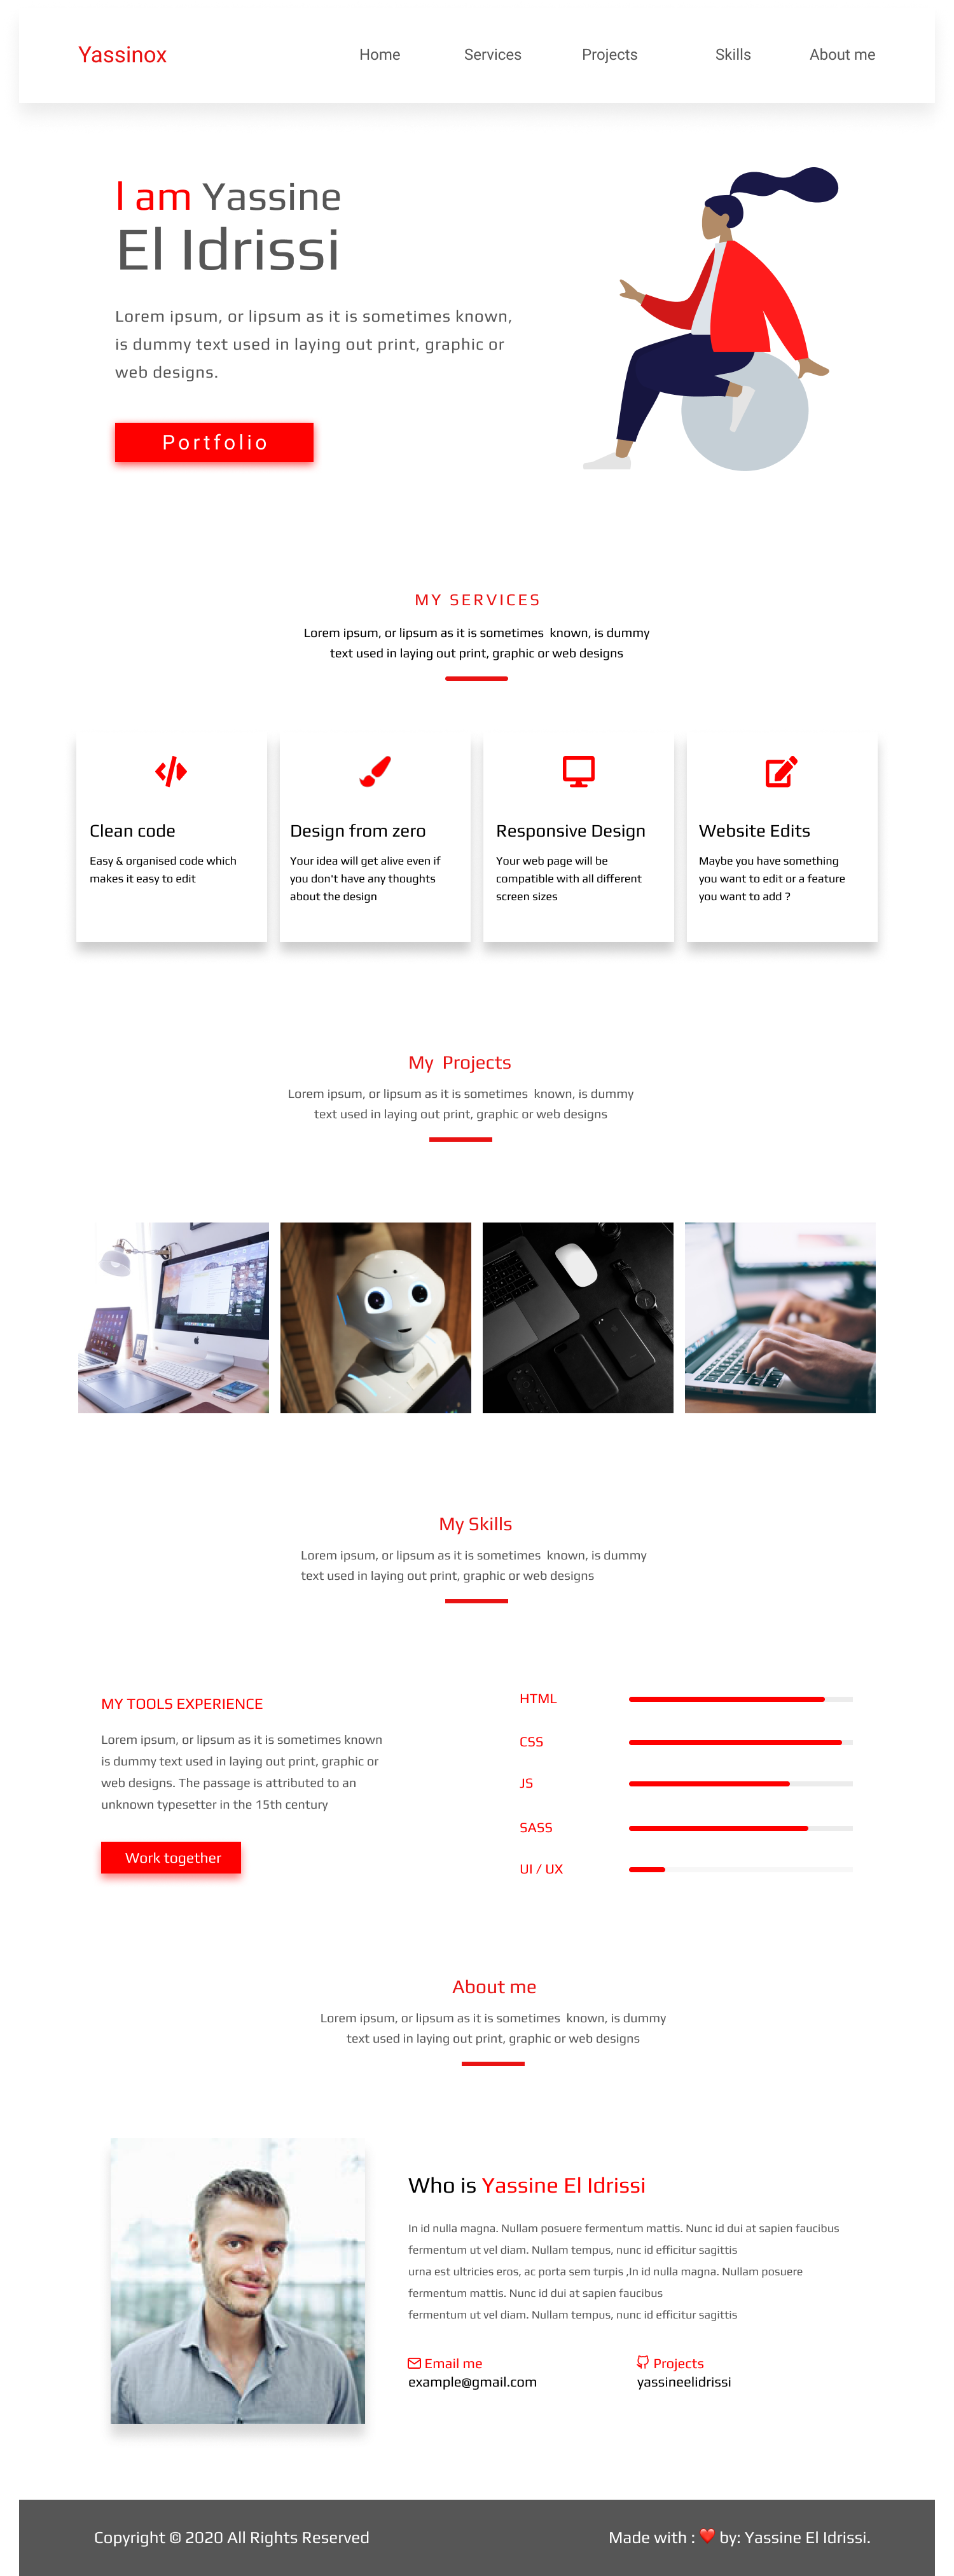 Yassinox
Home Services Projects Skills About me
I am Yassine
El Idrissi
Lorem ipsum, or lipsum as it is sometimes known,
is dummy text used in laying out print, graphic or
web designs.
Portfolio
MY SERVICES
Lorem ipsum, or lipsum as it is sometimes known, is dummy
text used in laying out print, graphic or web designs
Clean code
Easy & organised code which
makes it easy to edit
Design from zero
Your idea will get alive even if
you don't have any thoughts
about the design
Responsive Design
Your web page will be
compatible with all different
screen sizes
Website Edits
Maybe you have something
you want to edit or a feature
you want to add ?
My Projects
Lorem ipsum, or lipsum as it is sometimes known, is dummy
text used in laying out print, graphic or web designs
My Skills
Lorem ipsum, or lipsum as it is sometimes known, is dummy
text used in laying out print, graphic or web designs
MY TOOLS EXPERIENCE
Lorem ipsum, or lipsum as it is sometimes known
is dummy text used in laying out print, graphic or
web designs. The passage is attributed to an
unknown typesetter in the 15th century
Work together
HTML
CSS
JS
SASS
UI / UX
About me
Lorem ipsum, or lipsum as it is sometimes known, is dummy
text used in laying out print, graphic or web designs
Who is Yassine El Idrissi
In id nulla magna. Nullam posuere fermentum mattis. Nunc id dui at sapien faucibus
fermentum ut vel diam. Nullam tempus, nunc id efficitur sagittis
urna est ultricies eros, ac porta sem turpis ,In id nulla magna. Nullam posuere
fermentum mattis. Nunc id dui at sapien faucibus
fermentum ut vel diam. Nullam tempus, nunc id efficitur sagittis
Email me
example@gmail.com
Projects
yassineelidrissi
Copyright © 2020 All Rights Reserved
Made with : ❤️ by: Yassine El Idrissi.